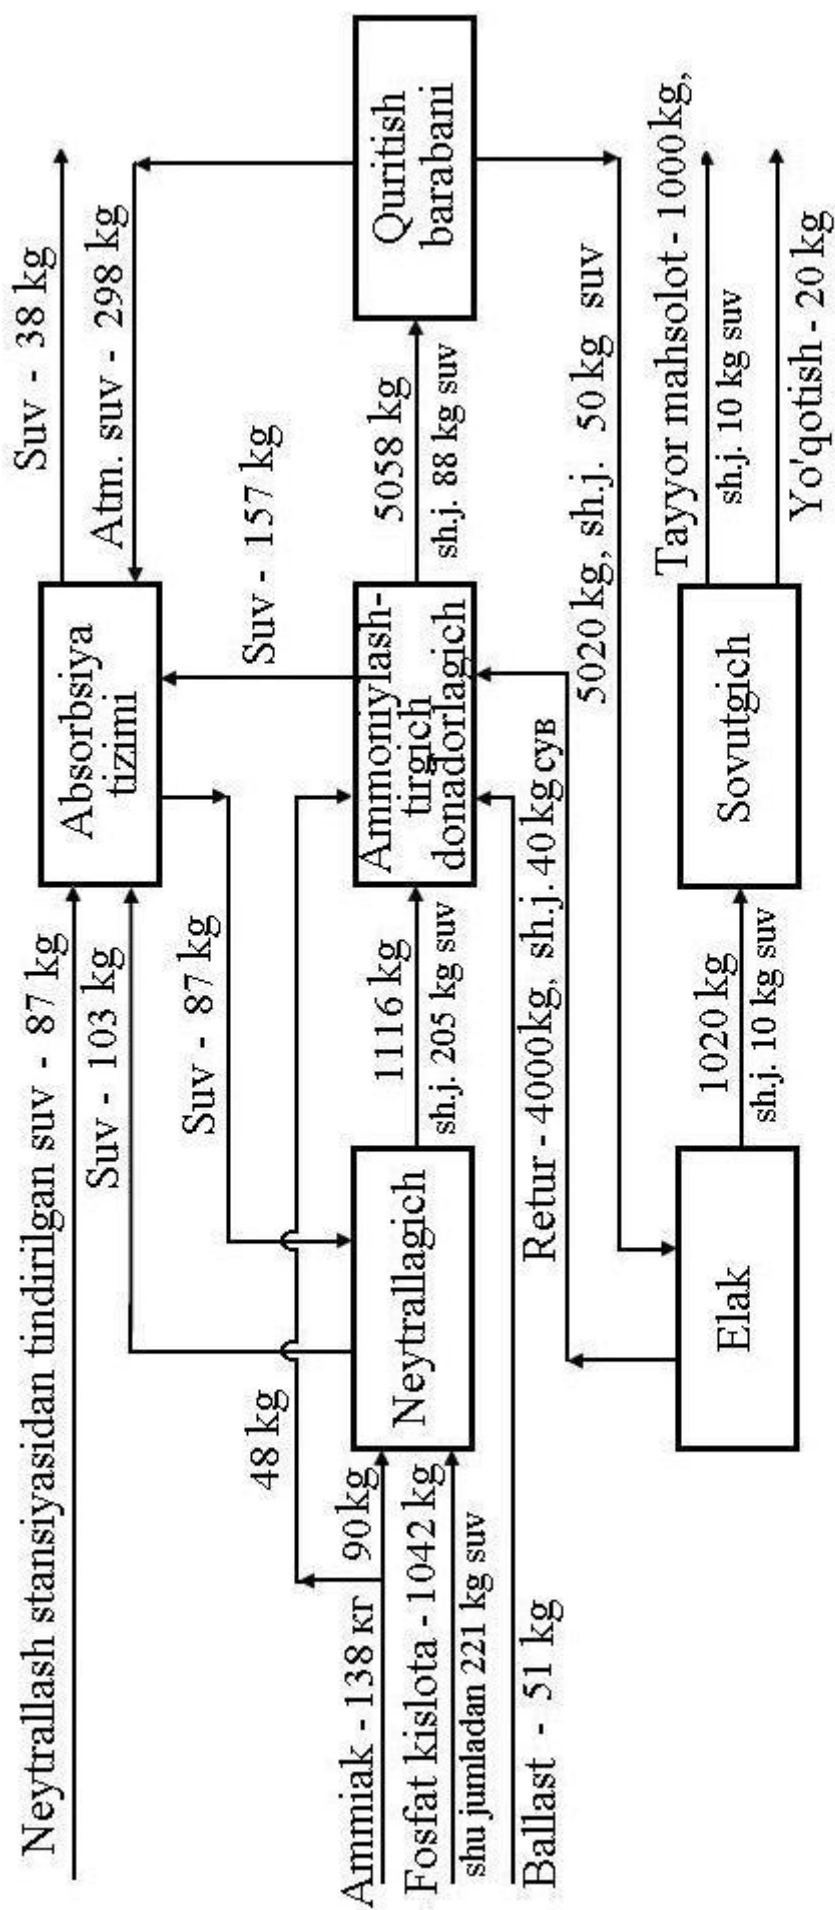 Neytrallash stansiyasidan tindirilgan suv - 87 kg
Suv - 38 kg
Suv - 103 kg
Absorbsiya
tizimi
Atm. suv - 298 kg
Suv - 87 kg
Suv - 157 kg
48 kg
Ammiak - 138 кг
90 kg
Fosfat kislota - 1042 kg
shu jumladan 221 kg suv
Neytrallagich
1116 kg
sh.j. 205 kg suv
Ammoniylash-
tirgich
donadorlagich
5058 kg
sh.j. 88 kg suv
Quritish
barabani
Ballast - 51 kg
Retur - 4000kg, sh.j. 40 kg сув
5020 kg, sh.j. 50 kg suv
Elak
1020 kg
sh.j. 10 kg suv
Sovutgich
Tayyor mahsolot - 1000kg,
sh.j. 10 kg suv
Yo'qotish - 20 kg